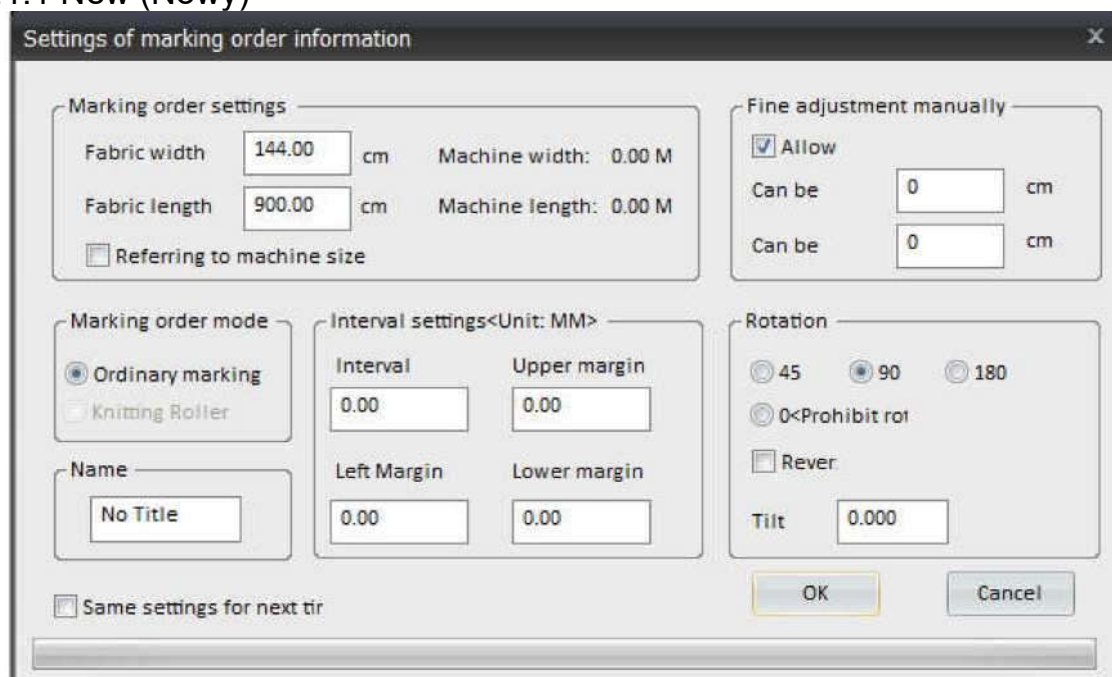 New (Nowy)
Settings of marking order information
x
Marking order settings
Fabric width 144.00 cm Machine width: 0.00 M
Fabric length 900.00 cm Machine length: 0.00 M
Referring to machine size
Fine adjustment manually
Allow
Can be 0 cm
Can be 0 cm
Marking order mode
Ordinary marking
Knitting Roller
Name
No Title
Interval settings<Unit: MM>
Interval Upper margin
0.00 0.00
Left Margin Lower margin
0.00 0.00
Rotation
45 90 180
0<Prohibit rot
Rever
Tilt 0.000
Same settings for next tir
OK Cancel